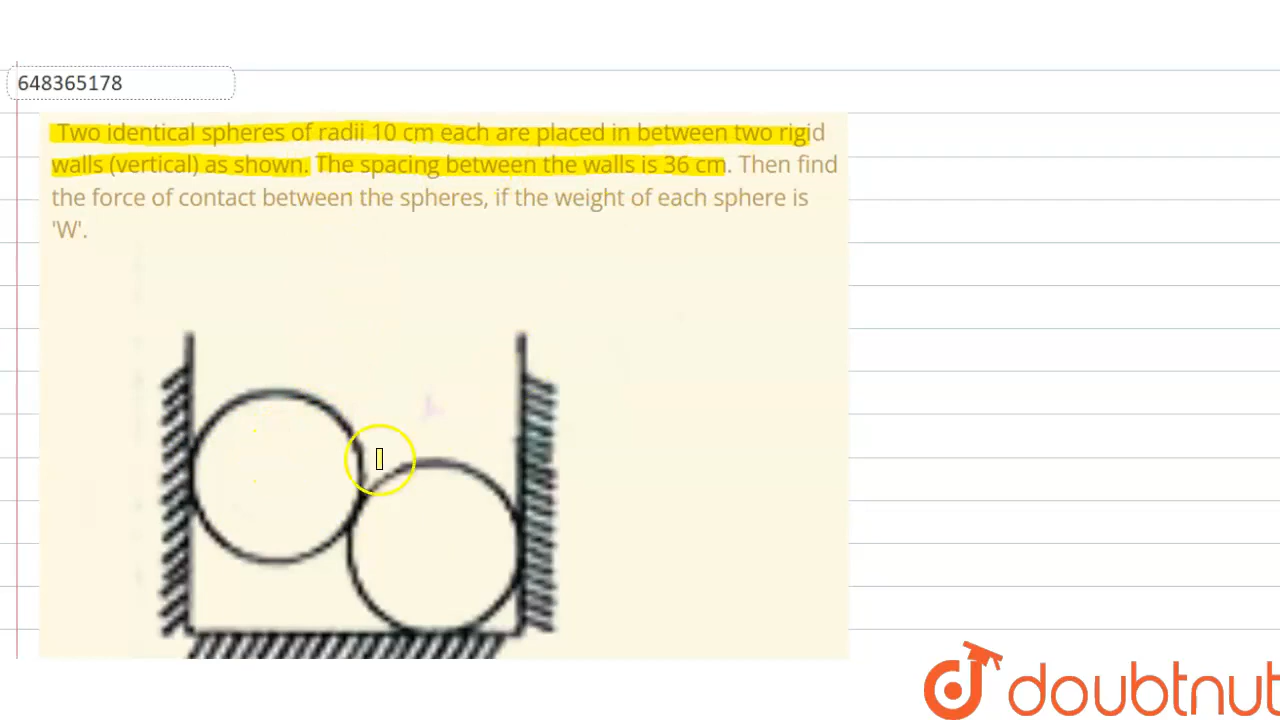 648365178
Two identical spheres of radii 10 cm each are placed in between two rigid
walls (vertical) as shown. The spacing between the walls is 36 cm. Then find
the force of contact between the spheres, if the weight of each sphere is
'W'.
doubtnut